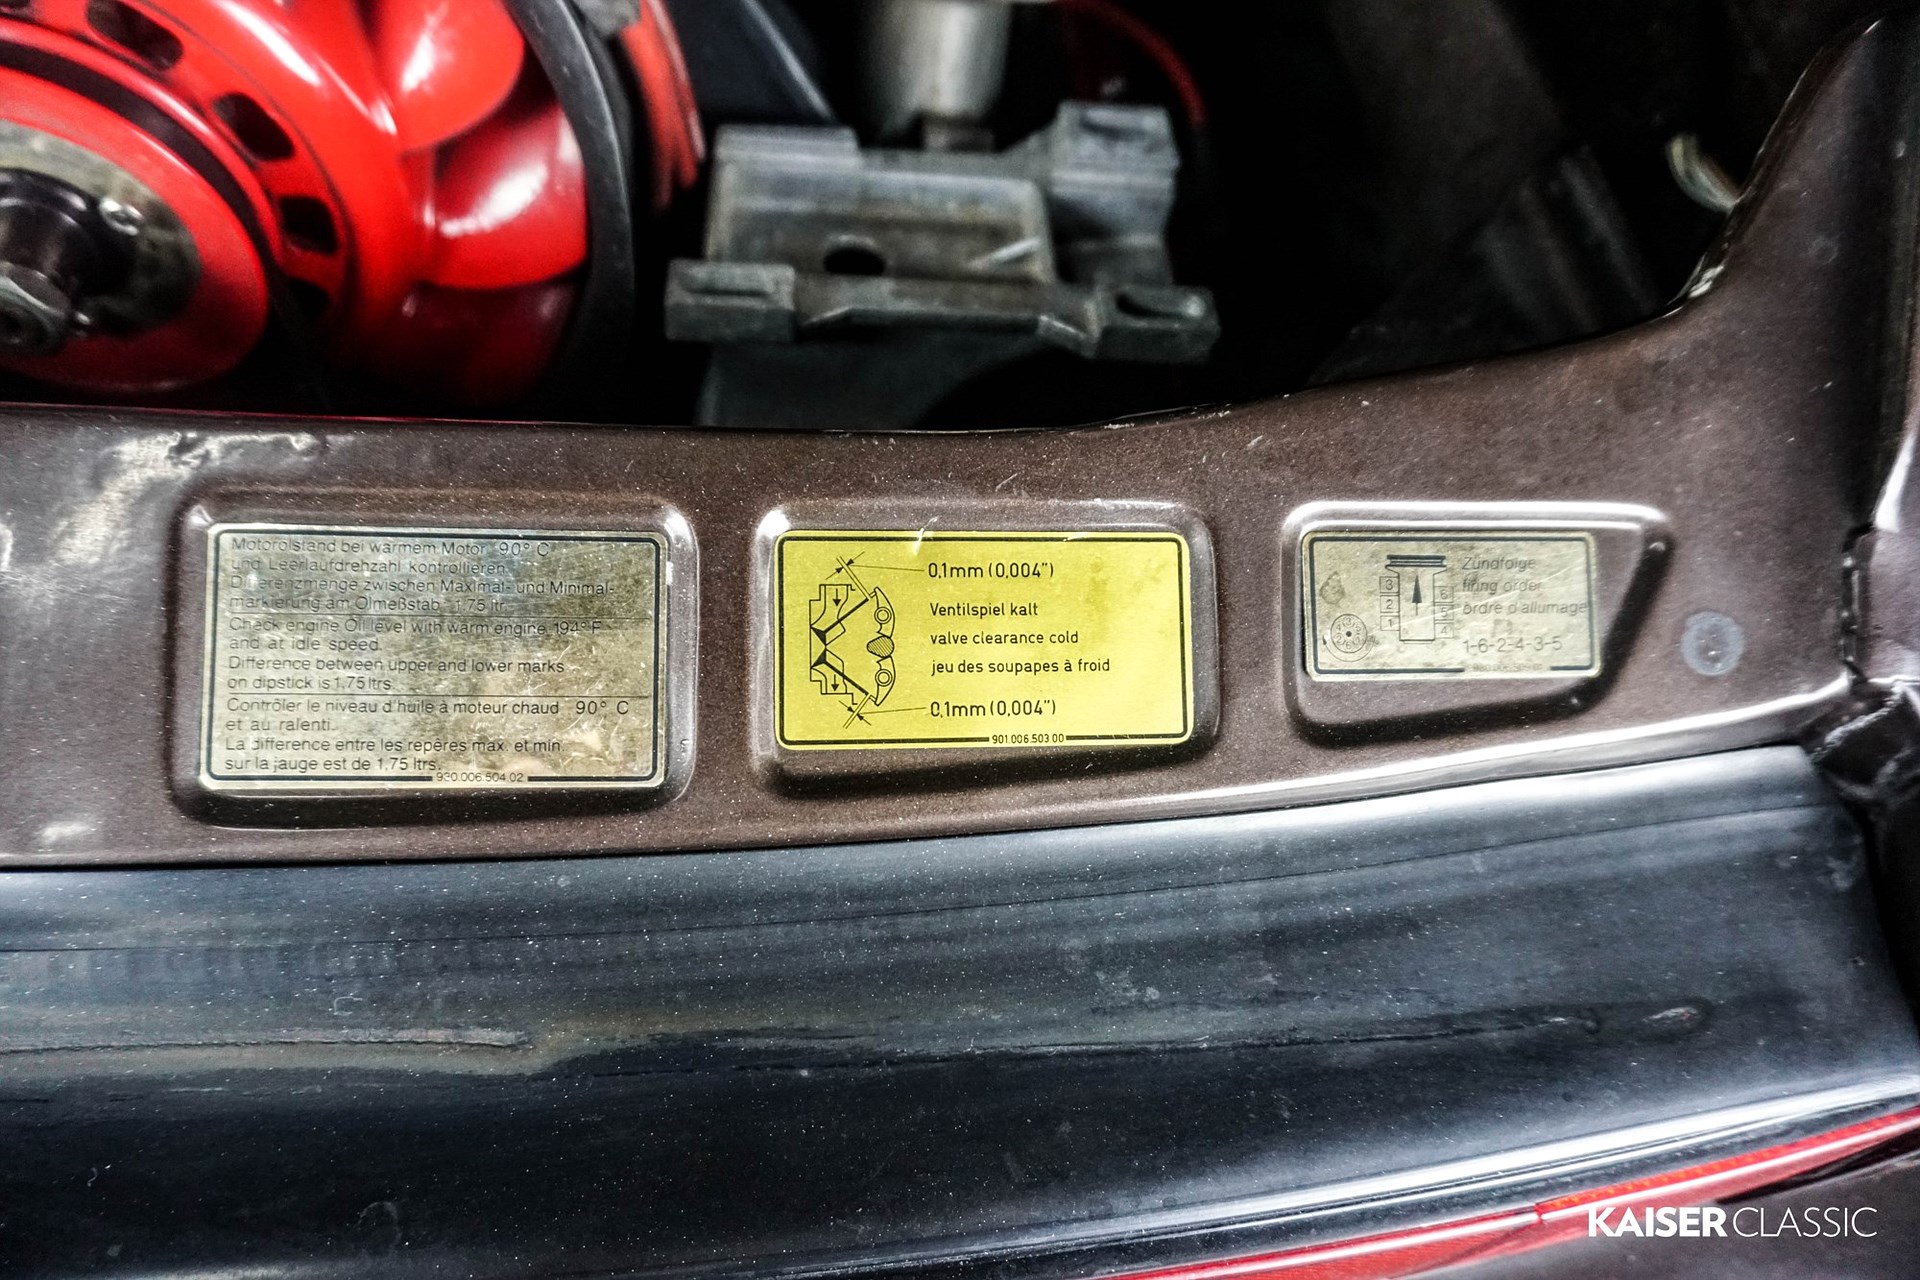 Motorölstand bei warmem Motor 90° C
und Leerlaufdrehzahl kontrollieren.
Differenzmenge zwischen Maximal- und Minimal-
markierung am Ölmeßstab 1,75 ltr.
Check engine Oil level with warm engine 194° F
and at idle speed.
Difference between upper and lower marks
on dipstick is 1,75 ltrs.
Contrôler le niveau d'huile à moteur chaud 90° C
et au ralenti.
La difference entre les repères max. et min.
sur la jauge est de 1,75 ltrs.
930.006.504.02
0,1mm (0,004")
Ventilspiel kalt
valve clearance cold
jeu des soupapes à froid
0,1mm (0,004")
901.006.503.00
Zündfolge
firing order
ordre d'allumage
3 6
2 5
1 4
1-6-2-4-3-5
KAISER CLASSIC